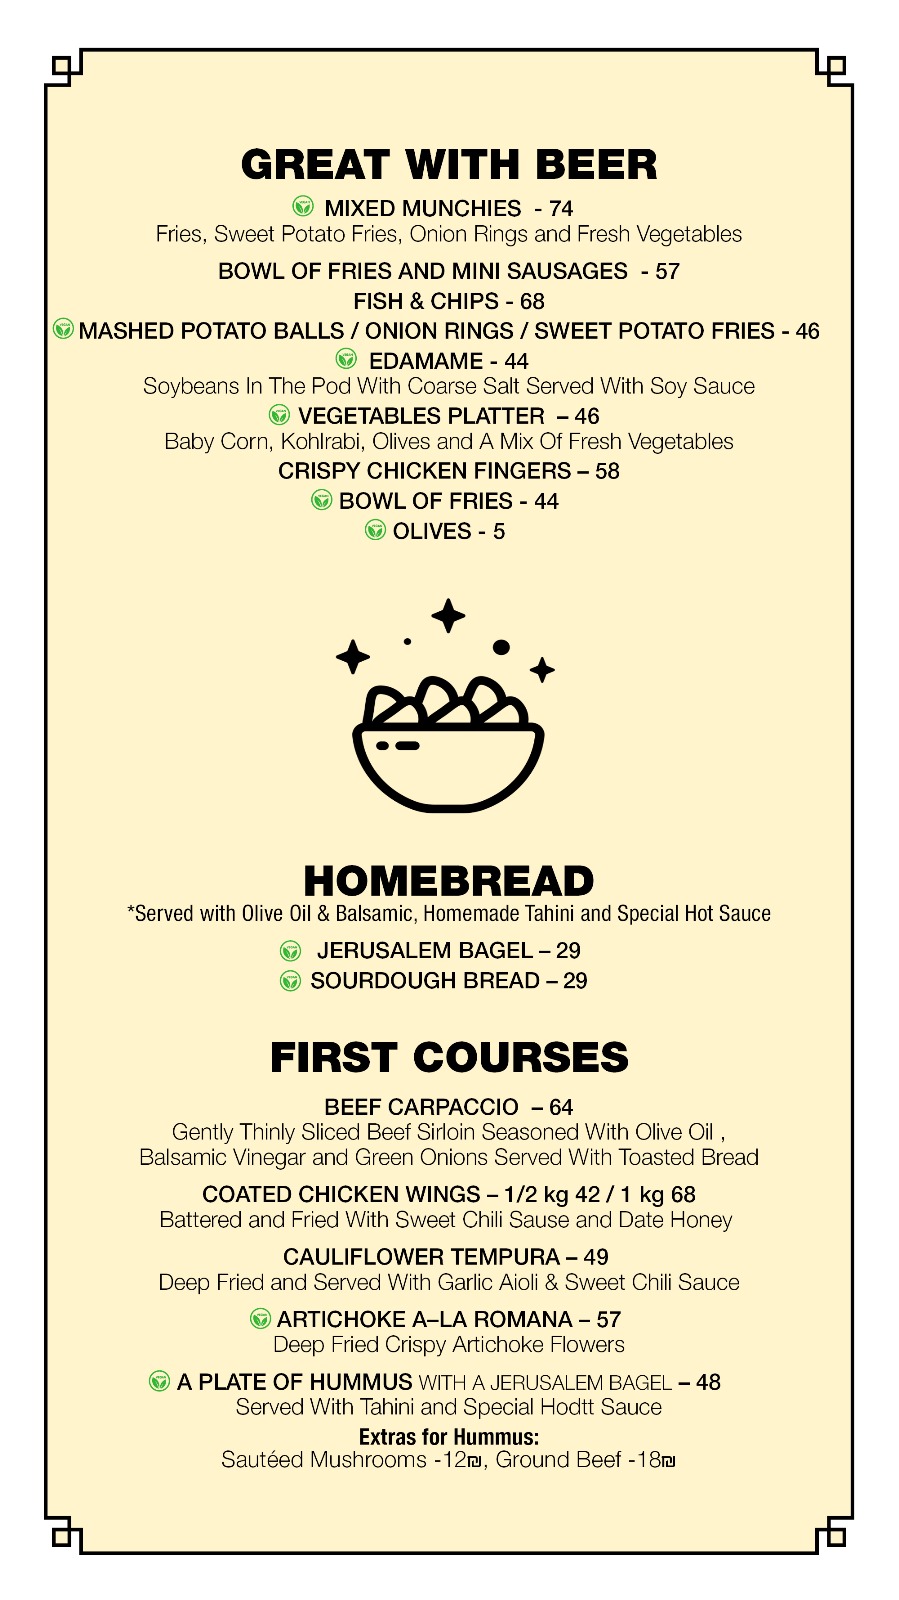 GREAT WITH BEER
MIXED MUNCHIES - 74
Fries, Sweet Potato Fries, Onion Rings and Fresh Vegetables
BOWL OF FRIES AND MINI SAUSAGES - 57
FISH & CHIPS - 68
MASHED POTATO BALLS / ONION RINGS / SWEET POTATO FRIES - 46
EDAMAME - 44
Soybeans In The Pod With Coarse Salt Served With Soy Sauce
VEGETABLES PLATTER – 46
Baby Corn, Kohlrabi, Olives and A Mix Of Fresh Vegetables
CRISPY CHICKEN FINGERS – 58
BOWL OF FRIES - 44
OLIVES - 5
HOMEBREAD
*Served with Olive Oil & Balsamic, Homemade Tahini and Special Hot Sauce
JERUSALEM BAGEL – 29
SOURDOUGH BREAD – 29
FIRST COURSES
BEEF CARPACCIO – 64
Gently Thinly Sliced Beef Sirloin Seasoned With Olive Oil ,
Balsamic Vinegar and Green Onions Served With Toasted Bread
COATED CHICKEN WINGS – 1/2 kg 42 / 1 kg 68
Battered and Fried With Sweet Chili Sause and Date Honey
CAULIFLOWER TEMPURA – 49
Deep Fried and Served With Garlic Aioli & Sweet Chili Sauce
ARTICHOKE A–LA ROMANA – 57
Deep Fried Crispy Artichoke Flowers
A PLATE OF HUMMUS WITH A JERUSALEM BAGEL – 48
Served With Tahini and Special Hodtt Sauce
Extras for Hummus:
Sautéed Mushrooms -12₪, Ground Beef -18₪